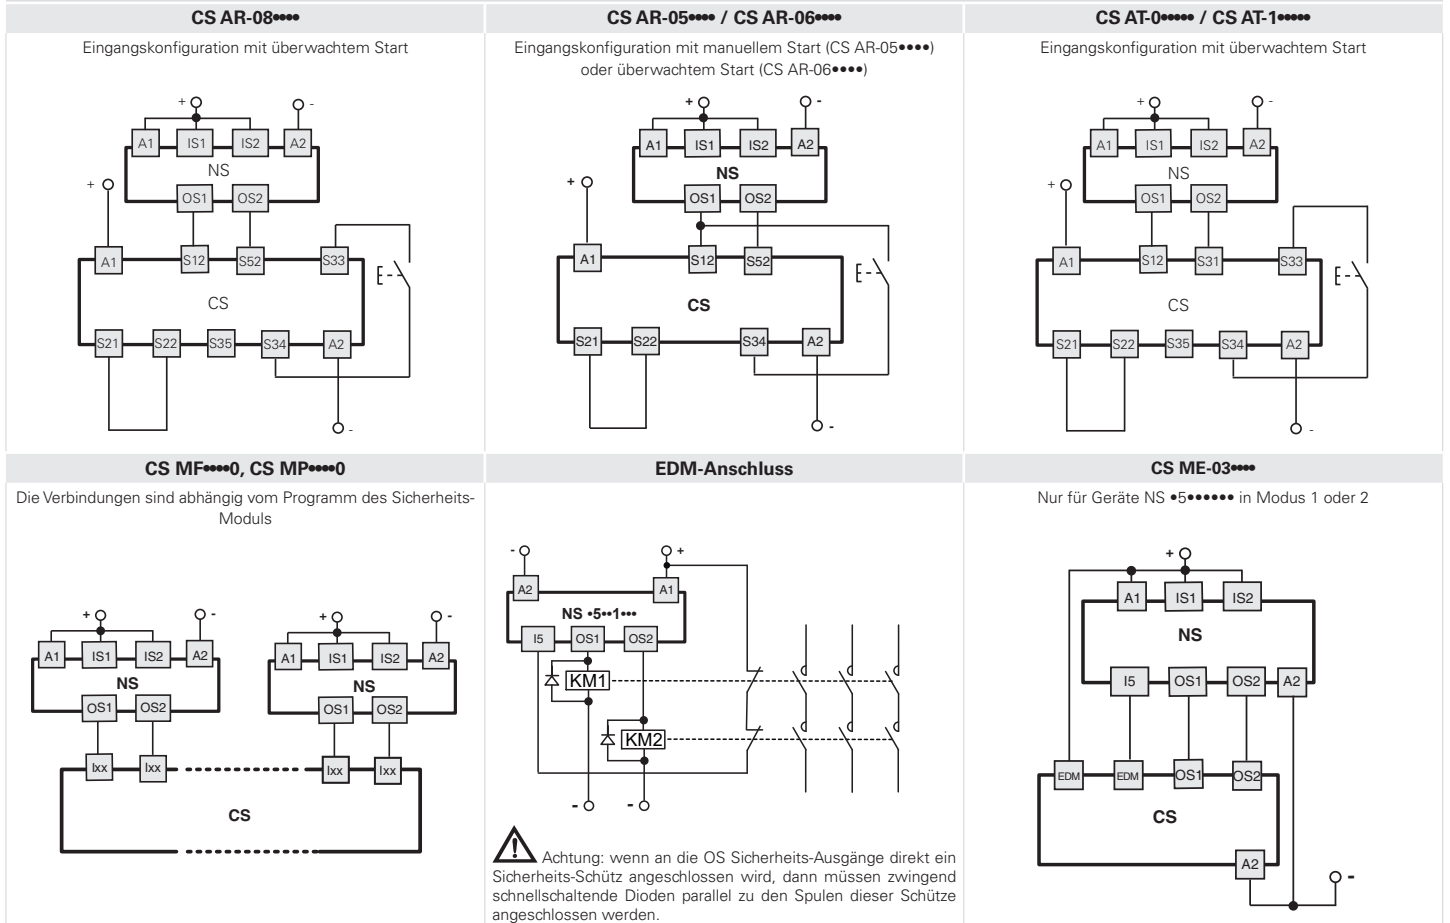 CS AR-08••••
Eingangskonfiguration mit überwachtem Start
+
-
A1 IS1 IS2 A2
NS
OS1 OS2
+
A1 S12 S52 S33
CS
S21 S22 S35 S34 A2
-
CS AR-05•••• / CS AR-06••••
Eingangskonfiguration mit manuellem Start (CS AR-05••••)
oder überwachtem Start (CS AR-06••••)
+
-
A1 IS1 IS2 A2
NS
OS1 OS2
+
A1 S12 S52
CS
S21 S22 S34 A2
-
CS AT-0••••• / CS AT-1•••••
Eingangskonfiguration mit überwachtem Start
+
-
A1 IS1 IS2 A2
NS
OS1 OS2
+
A1 S12 S31 S33
CS
S21 S22 S35 S34 A2
-
CS MF••••0, CS MP••••0
Die Verbindungen sind abhängig vom Programm des Sicherheits-
Moduls
+ - + -
A1 IS1 IS2 A2 A1 IS1 IS2 A2
NS NS
OS1 OS2 OS1 OS2
Ixx Ixx Ixx Ixx
CS
EDM-Anschluss
- +
A2 A1
NS •5••1•••
I5 OS1 OS2
KM1
KM2
- -
Achtung: wenn an die OS Sicherheits-Ausgänge direkt ein
Sicherheits-Schütz angeschlossen wird, dann müssen zwingend
schnellschaltende Dioden parallel zu den Spulen dieser Schütze
angeschlossen werden.
CS ME-03••••
Nur für Geräte NS •5•••••• in Modus 1 oder 2
+
A1 IS1 IS2
NS
I5 OS1 OS2 A2
EDM EDM OS1 OS2
CS
A2
-